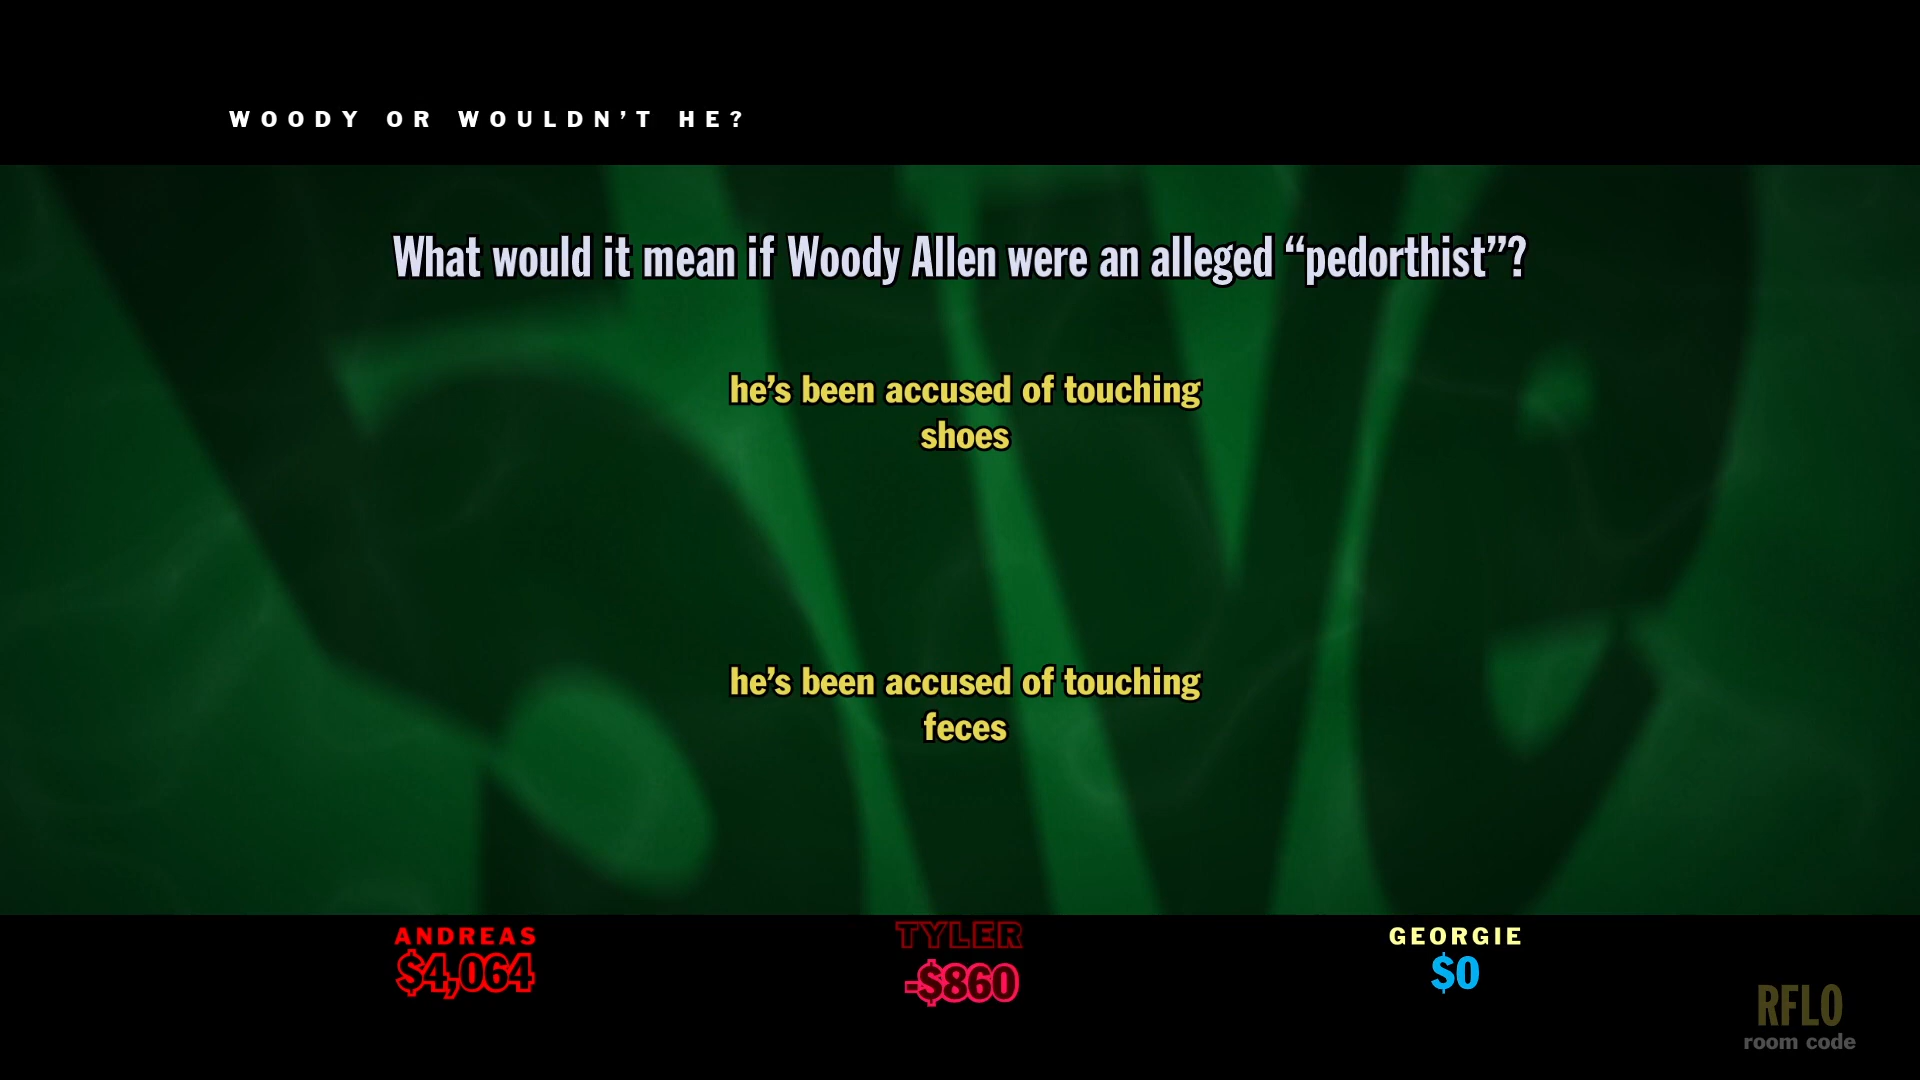 WOODY OR WOULDN'T HE?
What would it mean if Woody Allen were an alleged “pedorthist”?
he's been accused of touching
shoes
he's been accused of touching
feces
ANDREAS
$4,064
TYLER
-$860
GEORGIE
$0
RFLO
room code